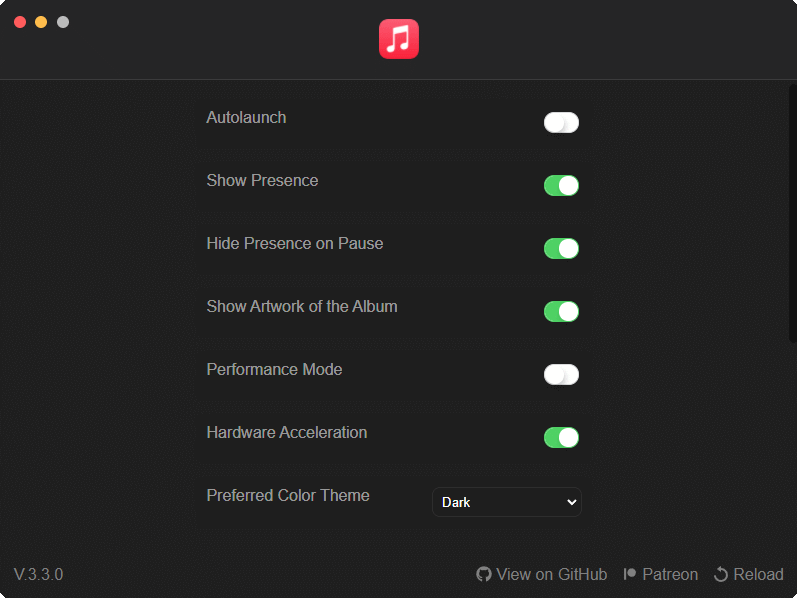 Autolaunch
Show Presence
Hide Presence on Pause
Show Artwork of the Album
Performance Mode
Hardware Acceleration
Preferred Color Theme Dark
V.3.3.0 View on GitHub Patreon Reload